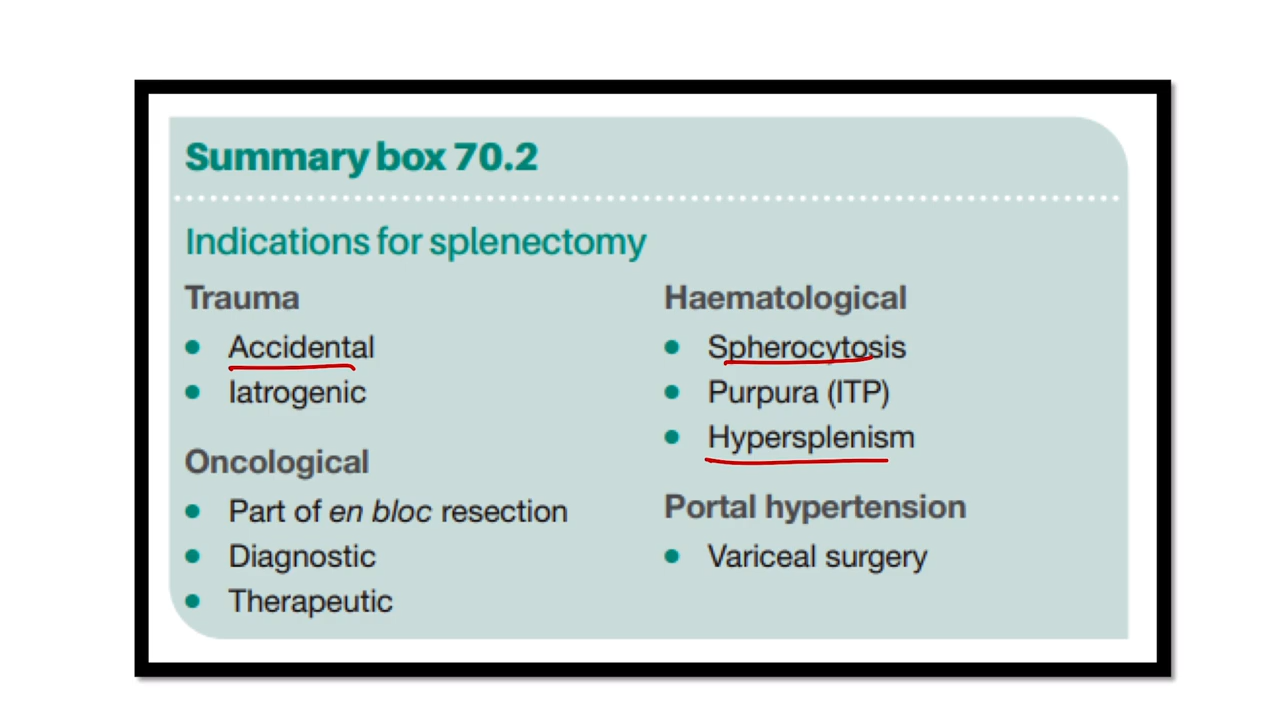 Summary box 70.2
Indications for splenectomy
Trauma
Accidental
Iatrogenic
Oncological
Part of en bloc resection
Diagnostic
Therapeutic
Haematological
Spherocytosis
Purpura (ITP)
Hypersplenism
Portal hypertension
Variceal surgery